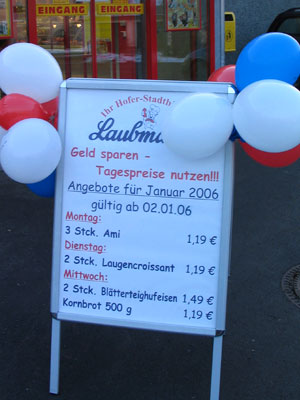 EINGANG
EINGANG
Ihr Hofer-Stadtb
Geld sparen -
Tagespreise nutzen!!!
Angebote für Januar 2006
gültig ab 02.01.06
Montag:
3 Stck. Ami 1,19 €
Dienstag:
2 Stck. Laugencroissant 1,19 €
Mittwoch:
2 Stck. Blätterteighufeisen 1,49 €
Kornbrot 500 g 1,19 €